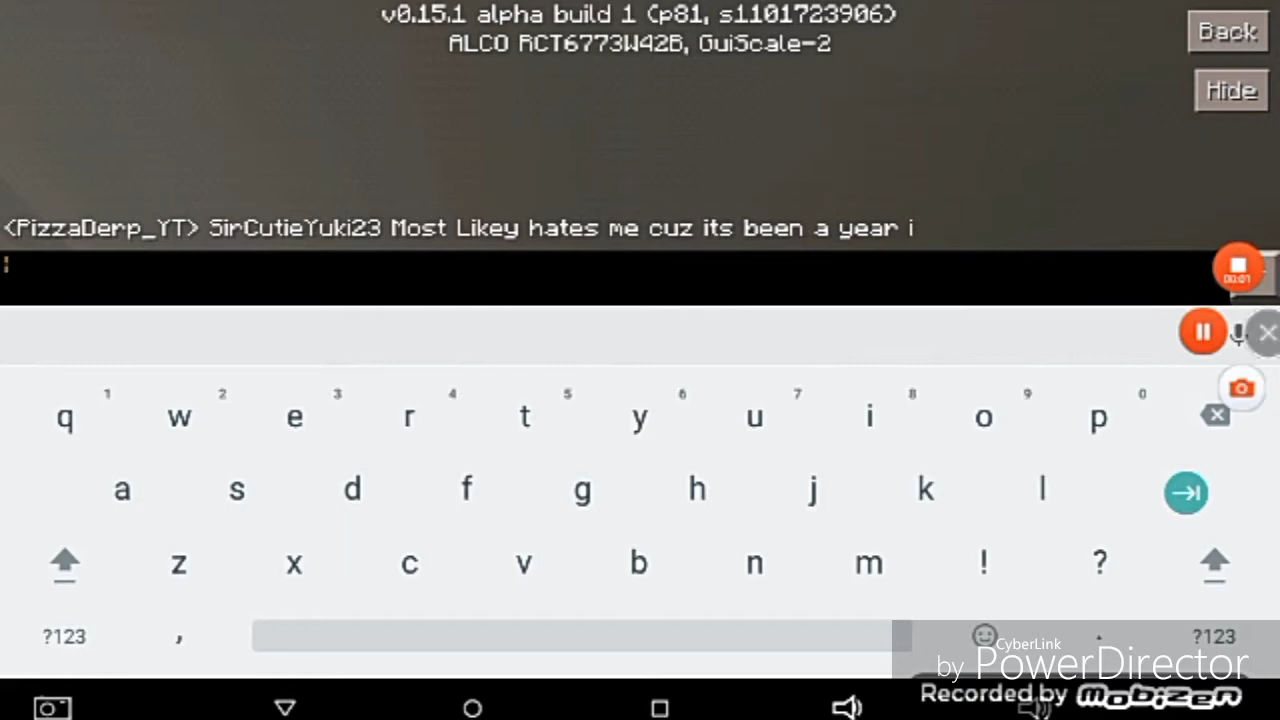 v0.15.1 alpha build 1 (p81, s1101723906)
ALCO RCT6773W42B, GuiScale-2
Back
Hide
<PizzaDerp_YT> SirCutieYuki23 Most Likey hates me cuz its been a year i
00:01
1 2 3 4 5 6 7 8 9 0
q w e r t y u i o p
a s d f g h j k l
z x c v b n m ! ?
?123 , . ?123
CyberLink
by PowerDirector
Recorded by mobizen